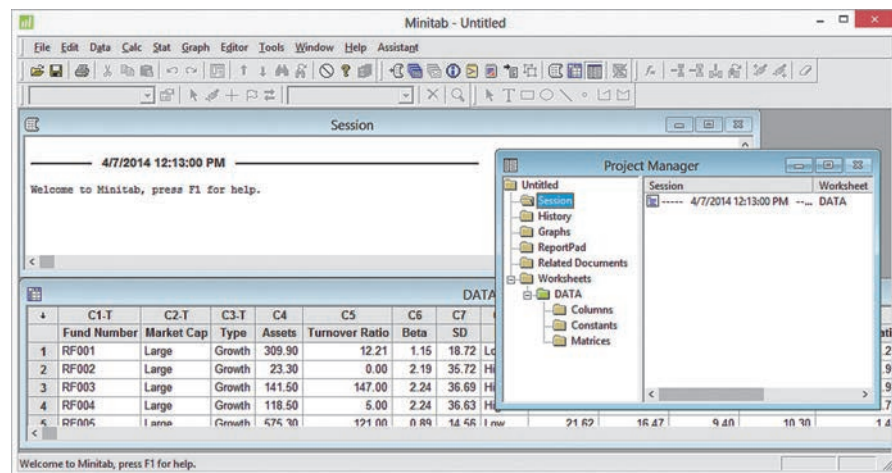 Minitab - Untitled
File Edit Data Calc Stat Graph Editor Tools Window Help Assistant
Session
4/7/2014 12:13:00 PM
Welcome to Minitab, press F1 for help.
Project Manager
Untitled
Session
History
Graphs
ReportPad
Related Documents
Worksheets
DATA
Columns
Constants
Matrices
Session Worksheet
----- 4/7/2014 12:13:00 PM --... DATA
DATA
C1-T C2-T C3-T C4 C5 C6 C7
Fund Number Market Cap Type Assets Turnover Ratio Beta SD
1 RF001 Large Growth 309.90 12.21 1.15 18.72
2 RF002 Large Growth 23.30 0.00 2.19 35.72
3 RF003 Large Growth 141.50 147.00 2.24 36.69
4 RF004 Large Growth 118.50 5.00 2.24 36.63
5 RF005 Large Growth 575.30 121.00 0.89 14.56 Low 21.62 16.47 9.40 10.30
Welcome to Minitab, press F1 for help.